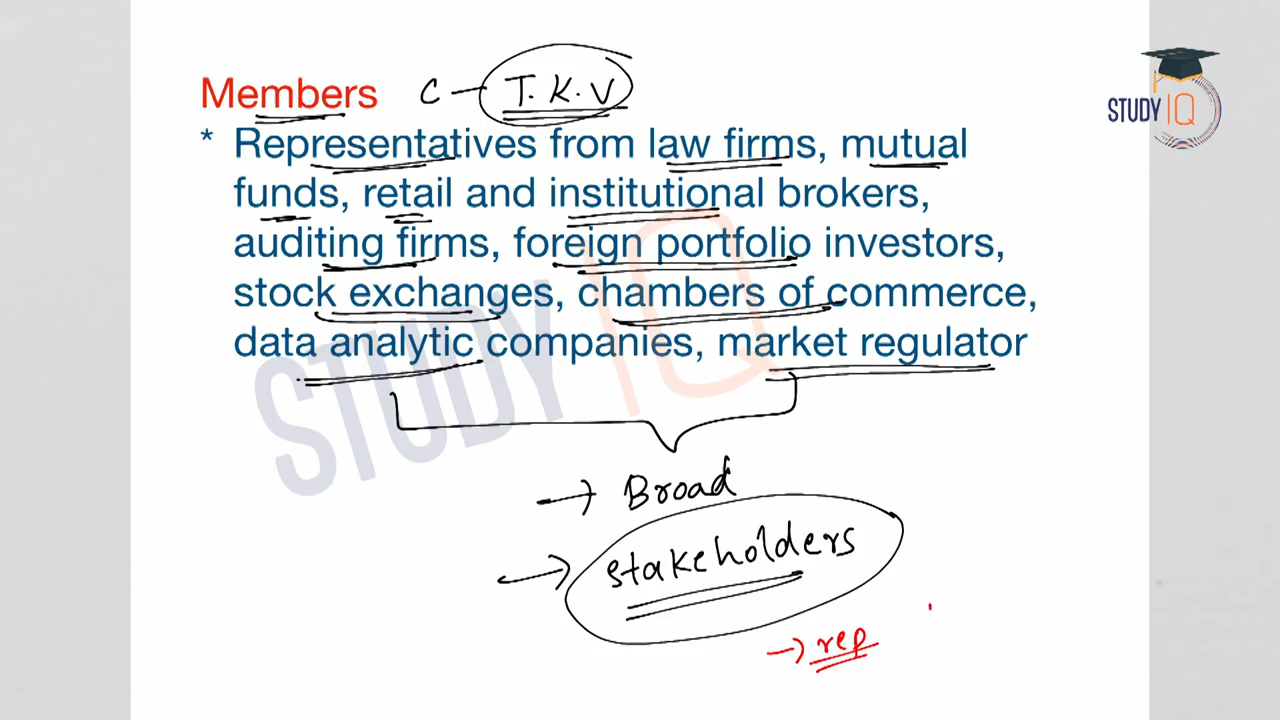 Members C - T. K. V
* Representatives from law firms, mutual
funds, retail and institutional brokers,
auditing firms, foreign portfolio investors,
stock exchanges, chambers of commerce,
data analytic companies, market regulator
→ Broad
→ stakeholders
→ rep
STUDY IQ
STUDY IQ